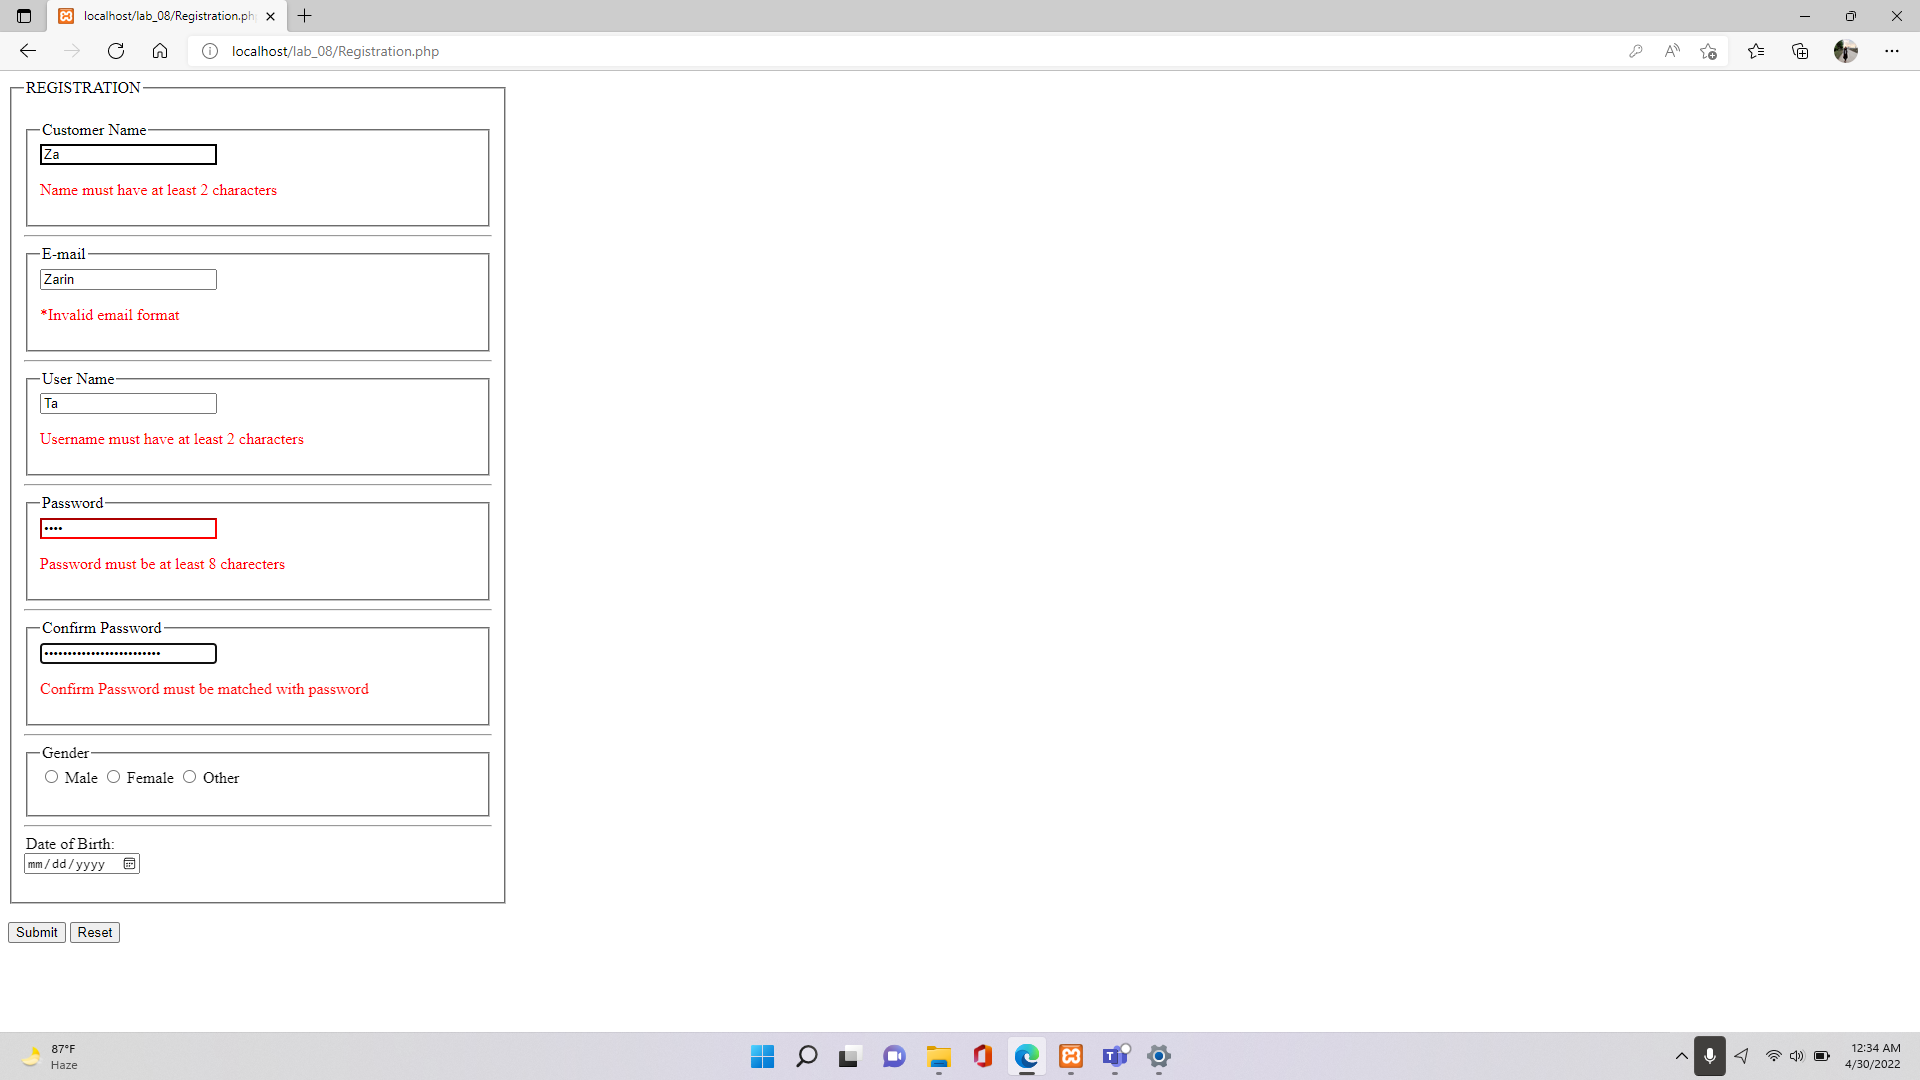 localhost/lab_08/Registration.ph
localhost/lab_08/Registration.php
REGISTRATION
Customer Name
Za
Name must have at least 2 characters
E-mail
Zarin
*Invalid email format
User Name
Ta
Username must have at least 2 characters
Password
••••
Password must be at least 8 charecters
Confirm Password
•••••••••••••••••••••••••
Confirm Password must be matched with password
Gender
Male Female Other
Date of Birth:
mm/dd/yyyy
Submit Reset
87°F
Haze
12:34 AM
4/30/2022